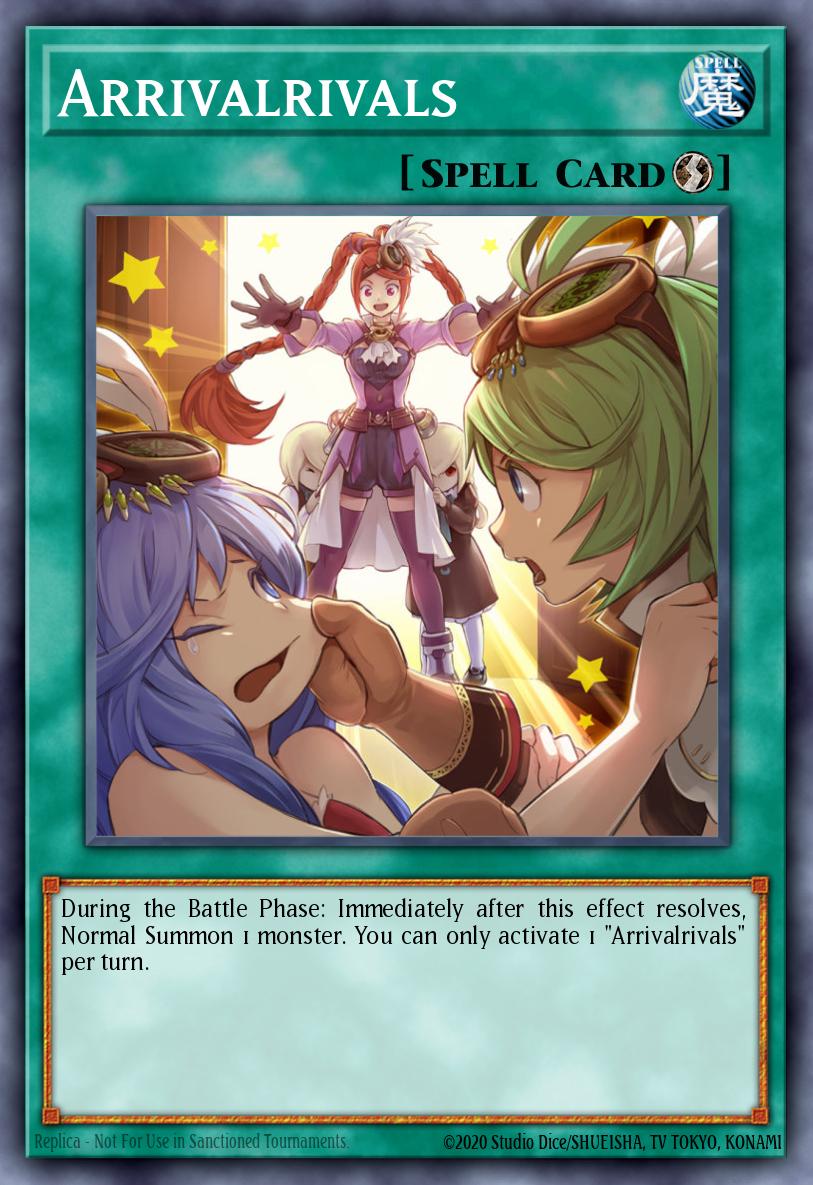 ARRIVALRIVALS
SPELL
魔
[SPELL CARD]
During the Battle Phase: Immediately after this effect resolves,
Normal Summon 1 monster. You can only activate 1 "Arrivalrivals"
per turn.
Replica - Not For Use in Sanctioned Tournaments.
©2020 Studio Dice/SHUEISHA, TV TOKYO, KONAMI